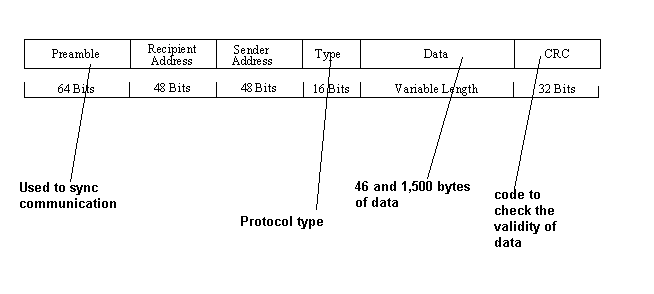 Preamble
Recipient Address
Sender Address
Type
Data
CRC
64 Bits
48 Bits
48 Bits
16 Bits
Variable Length
32 Bits
Used to sync
communication
Protocol type
46 and 1,500 bytes
of data
code to
check the
validity of
data